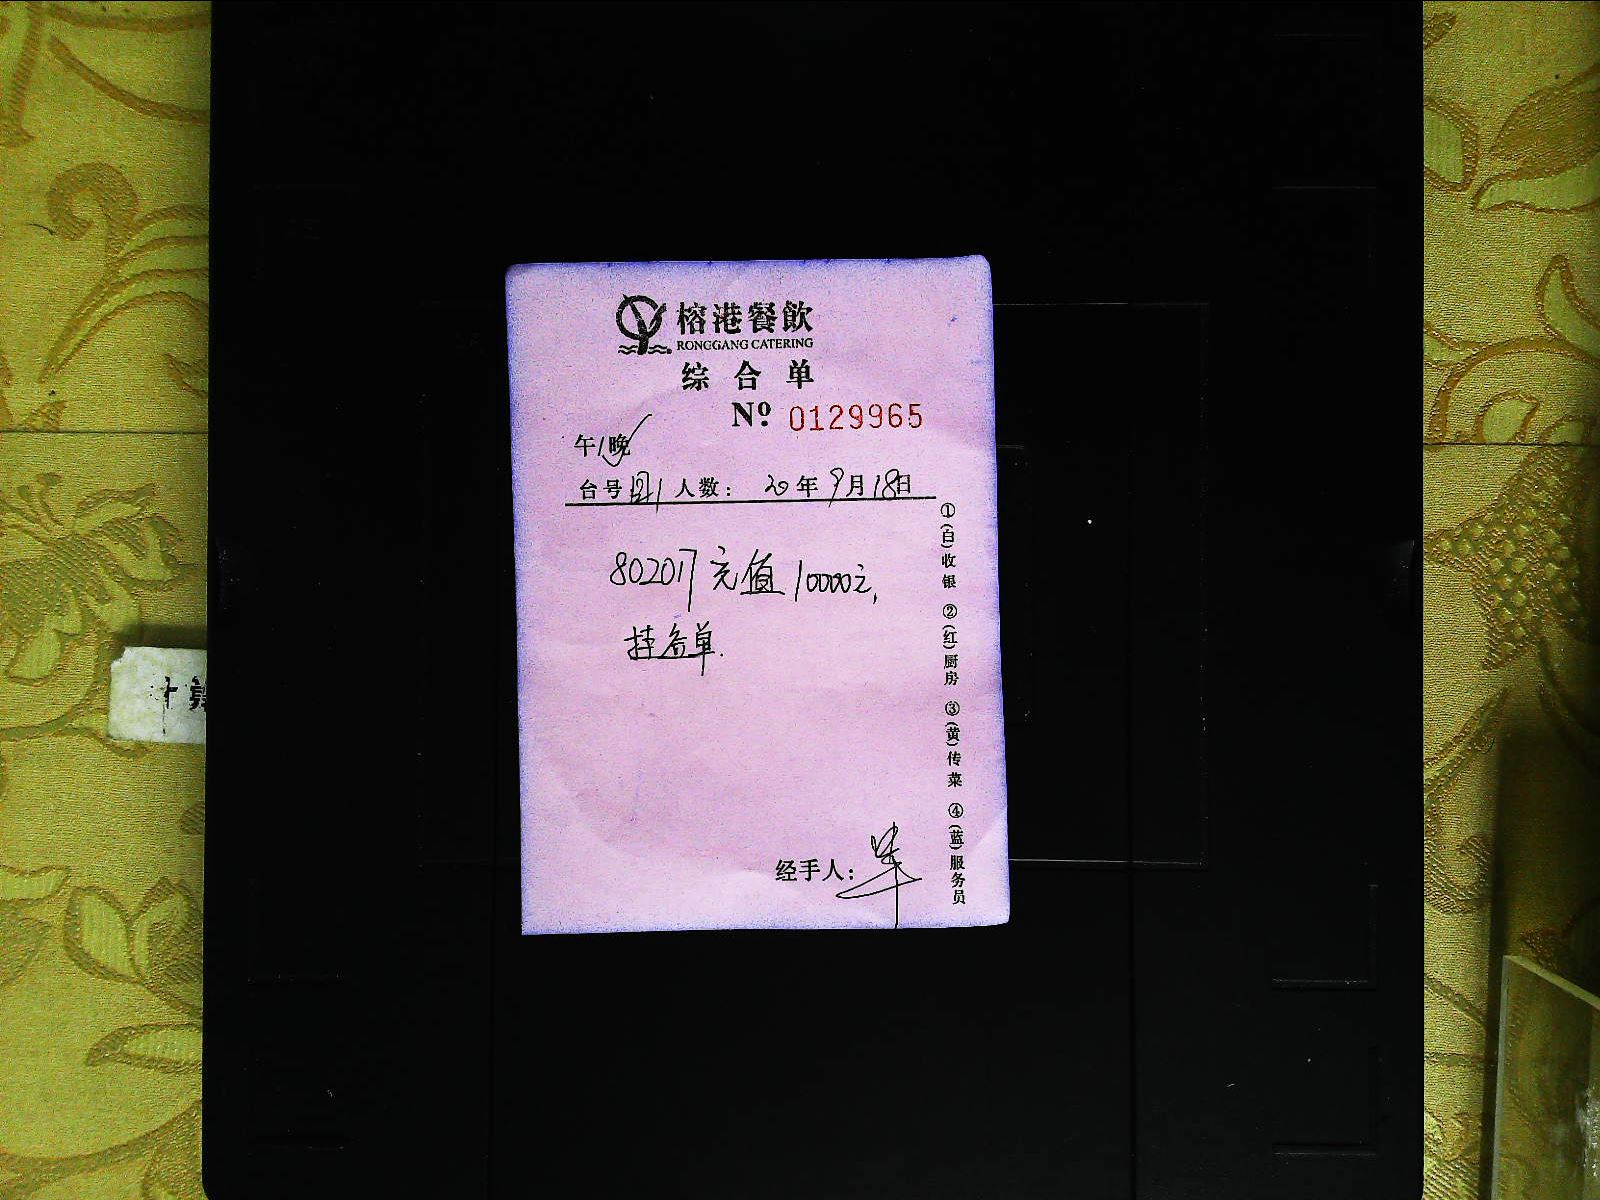 榕港餐飲
RONGGANG CATERING
综合单
Nº 0129965
午/晚
台号 人数: 20年9月18日
802017充值10000元,
挂备单.
经手人:
①(白)收银 ②(红)厨房 ③(黄)传菜 ④(蓝)服务员